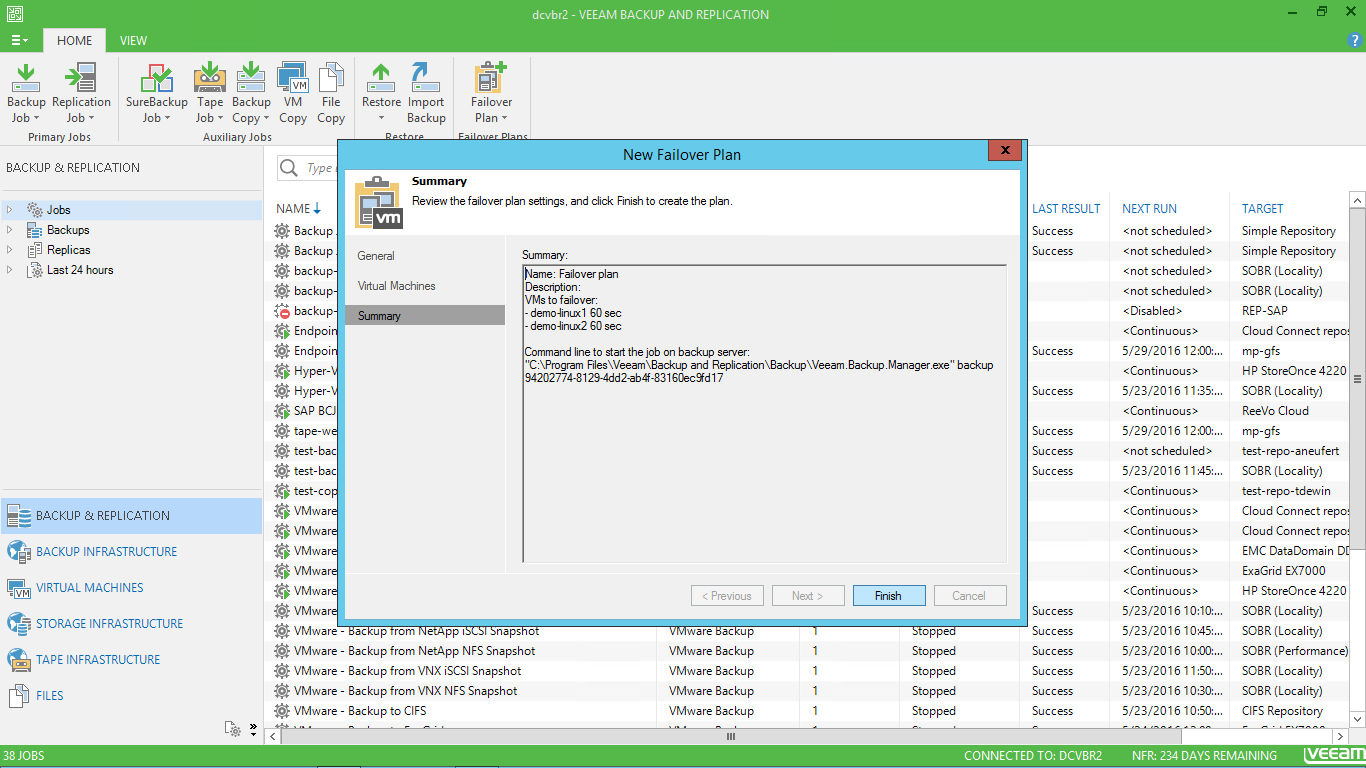 dcvbr2 - VEEAM BACKUP AND REPLICATION
HOME VIEW
Backup Job
Replication Job
SureBackup Job
Tape Job
Backup Copy
VM Copy
File Copy
Restore
Import Backup
Failover Plan
Primary Jobs
Auxiliary Jobs
Restore
Failover Plans
BACKUP & REPLICATION
Jobs
Backups
Replicas
Last 24 hours
BACKUP & REPLICATION
BACKUP INFRASTRUCTURE
VIRTUAL MACHINES
STORAGE INFRASTRUCTURE
TAPE INFRASTRUCTURE
FILES
New Failover Plan
Summary
Review the failover plan settings, and click Finish to create the plan.
General
Virtual Machines
Summary
Summary:
Name: Failover plan
Description:
VMs to failover:
- demo-linux1 60 sec
- demo-linux2 60 sec
Command line to start the job on backup server:
"C:\Program Files\Veeam\Backup and Replication\Backup\Veeam.Backup.Manager.exe" backup
94202774-8129-4dd2-ab4f-83160ec9fd17
< Previous Next > Finish Cancel
Type
NAME LAST RESULT NEXT RUN TARGET
Backup Success <not scheduled> Simple Repository
Backup Success <not scheduled> Simple Repository
backup- <not scheduled> SOBR (Locality)
backup- <not scheduled> SOBR (Locality)
backup- <Disabled> REP-SAP
Endpoin <Continuous> Cloud Connect repos
Endpoin Success 5/29/2016 12:00:... mp-gfs
Hyper-V <Continuous> HP StoreOnce 4220
Hyper-V Success 5/23/2016 11:35:... SOBR (Locality)
SAP BCJ <Continuous> ReeVo Cloud
tape-we Success 5/29/2016 12:00:... mp-gfs
test-bac Success <not scheduled> test-repo-aneufert
test-bac Success 5/23/2016 11:45:... SOBR (Locality)
test-cop <Continuous> test-repo-tdewin
VMware <Continuous> Cloud Connect repos
VMware <Continuous> Cloud Connect repos
VMware <Continuous> EMC DataDomain DD
VMware <Continuous> ExaGrid EX7000
VMware <Continuous> HP StoreOnce 4220
VMware Success 5/23/2016 10:10:... SOBR (Locality)
VMware - Backup from NetApp iSCSI Snapshot VMware Backup 1 Stopped Success 5/23/2016 10:45:... SOBR (Locality)
VMware - Backup from NetApp NFS Snapshot VMware Backup 1 Stopped Success 5/23/2016 10:00:... SOBR (Performance)
VMware - Backup from VNX iSCSI Snapshot VMware Backup 1 Stopped Success 5/23/2016 11:50:... SOBR (Locality)
VMware - Backup from VNX NFS Snapshot VMware Backup 1 Stopped Success 5/23/2016 10:30:... SOBR (Locality)
VMware - Backup to CIFS VMware Backup 1 Stopped Success 5/23/2016 10:50:... CIFS Repository
38 JOBS CONNECTED TO: DCVBR2 NFR: 234 DAYS REMAINING veeam